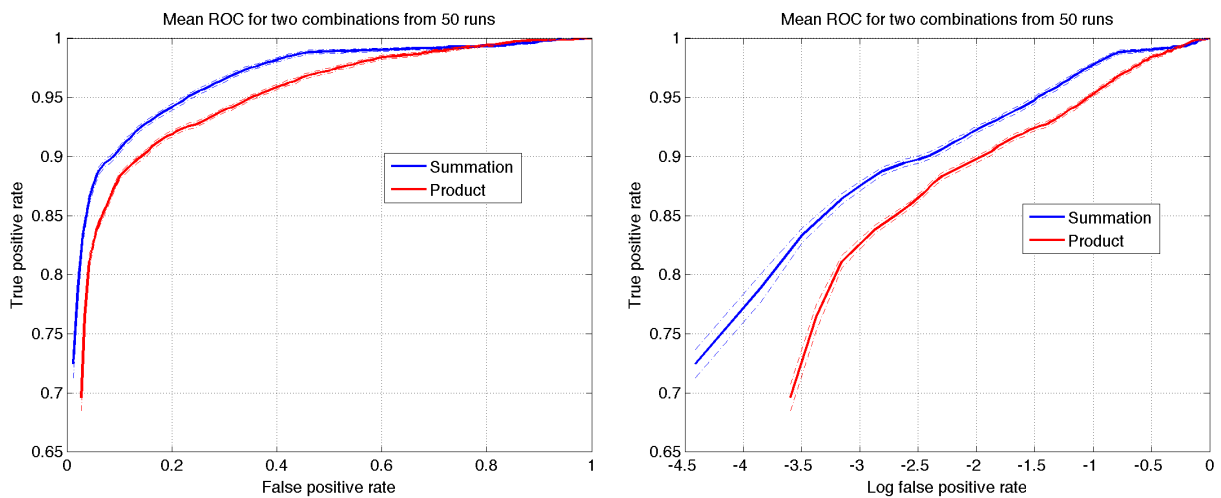 Mean ROC for two combinations from 50 runs
1
0.95
0.9
0.85
0.8
0.75
0.7
0.65
True positive rate
Summation
Product
0 0.2 0.4 0.6 0.8 1
False positive rate
Mean ROC for two combinations from 50 runs
1
0.95
0.9
0.85
0.8
0.75
0.7
0.65
True positive rate
Summation
Product
-4.5 -4 -3.5 -3 -2.5 -2 -1.5 -1 -0.5 0
Log false positive rate